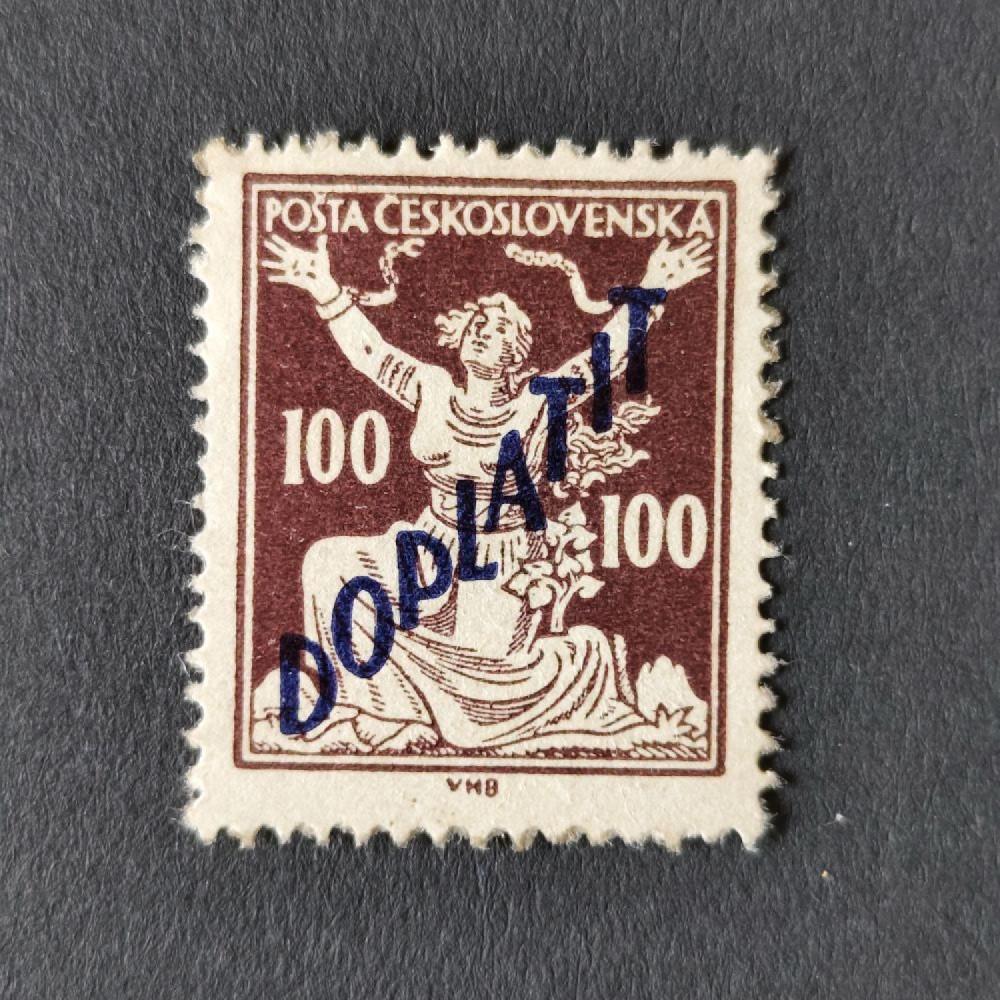 POŠTA ČESKOSLOVENSKÁ
100
100
DOPLATIT
VHB